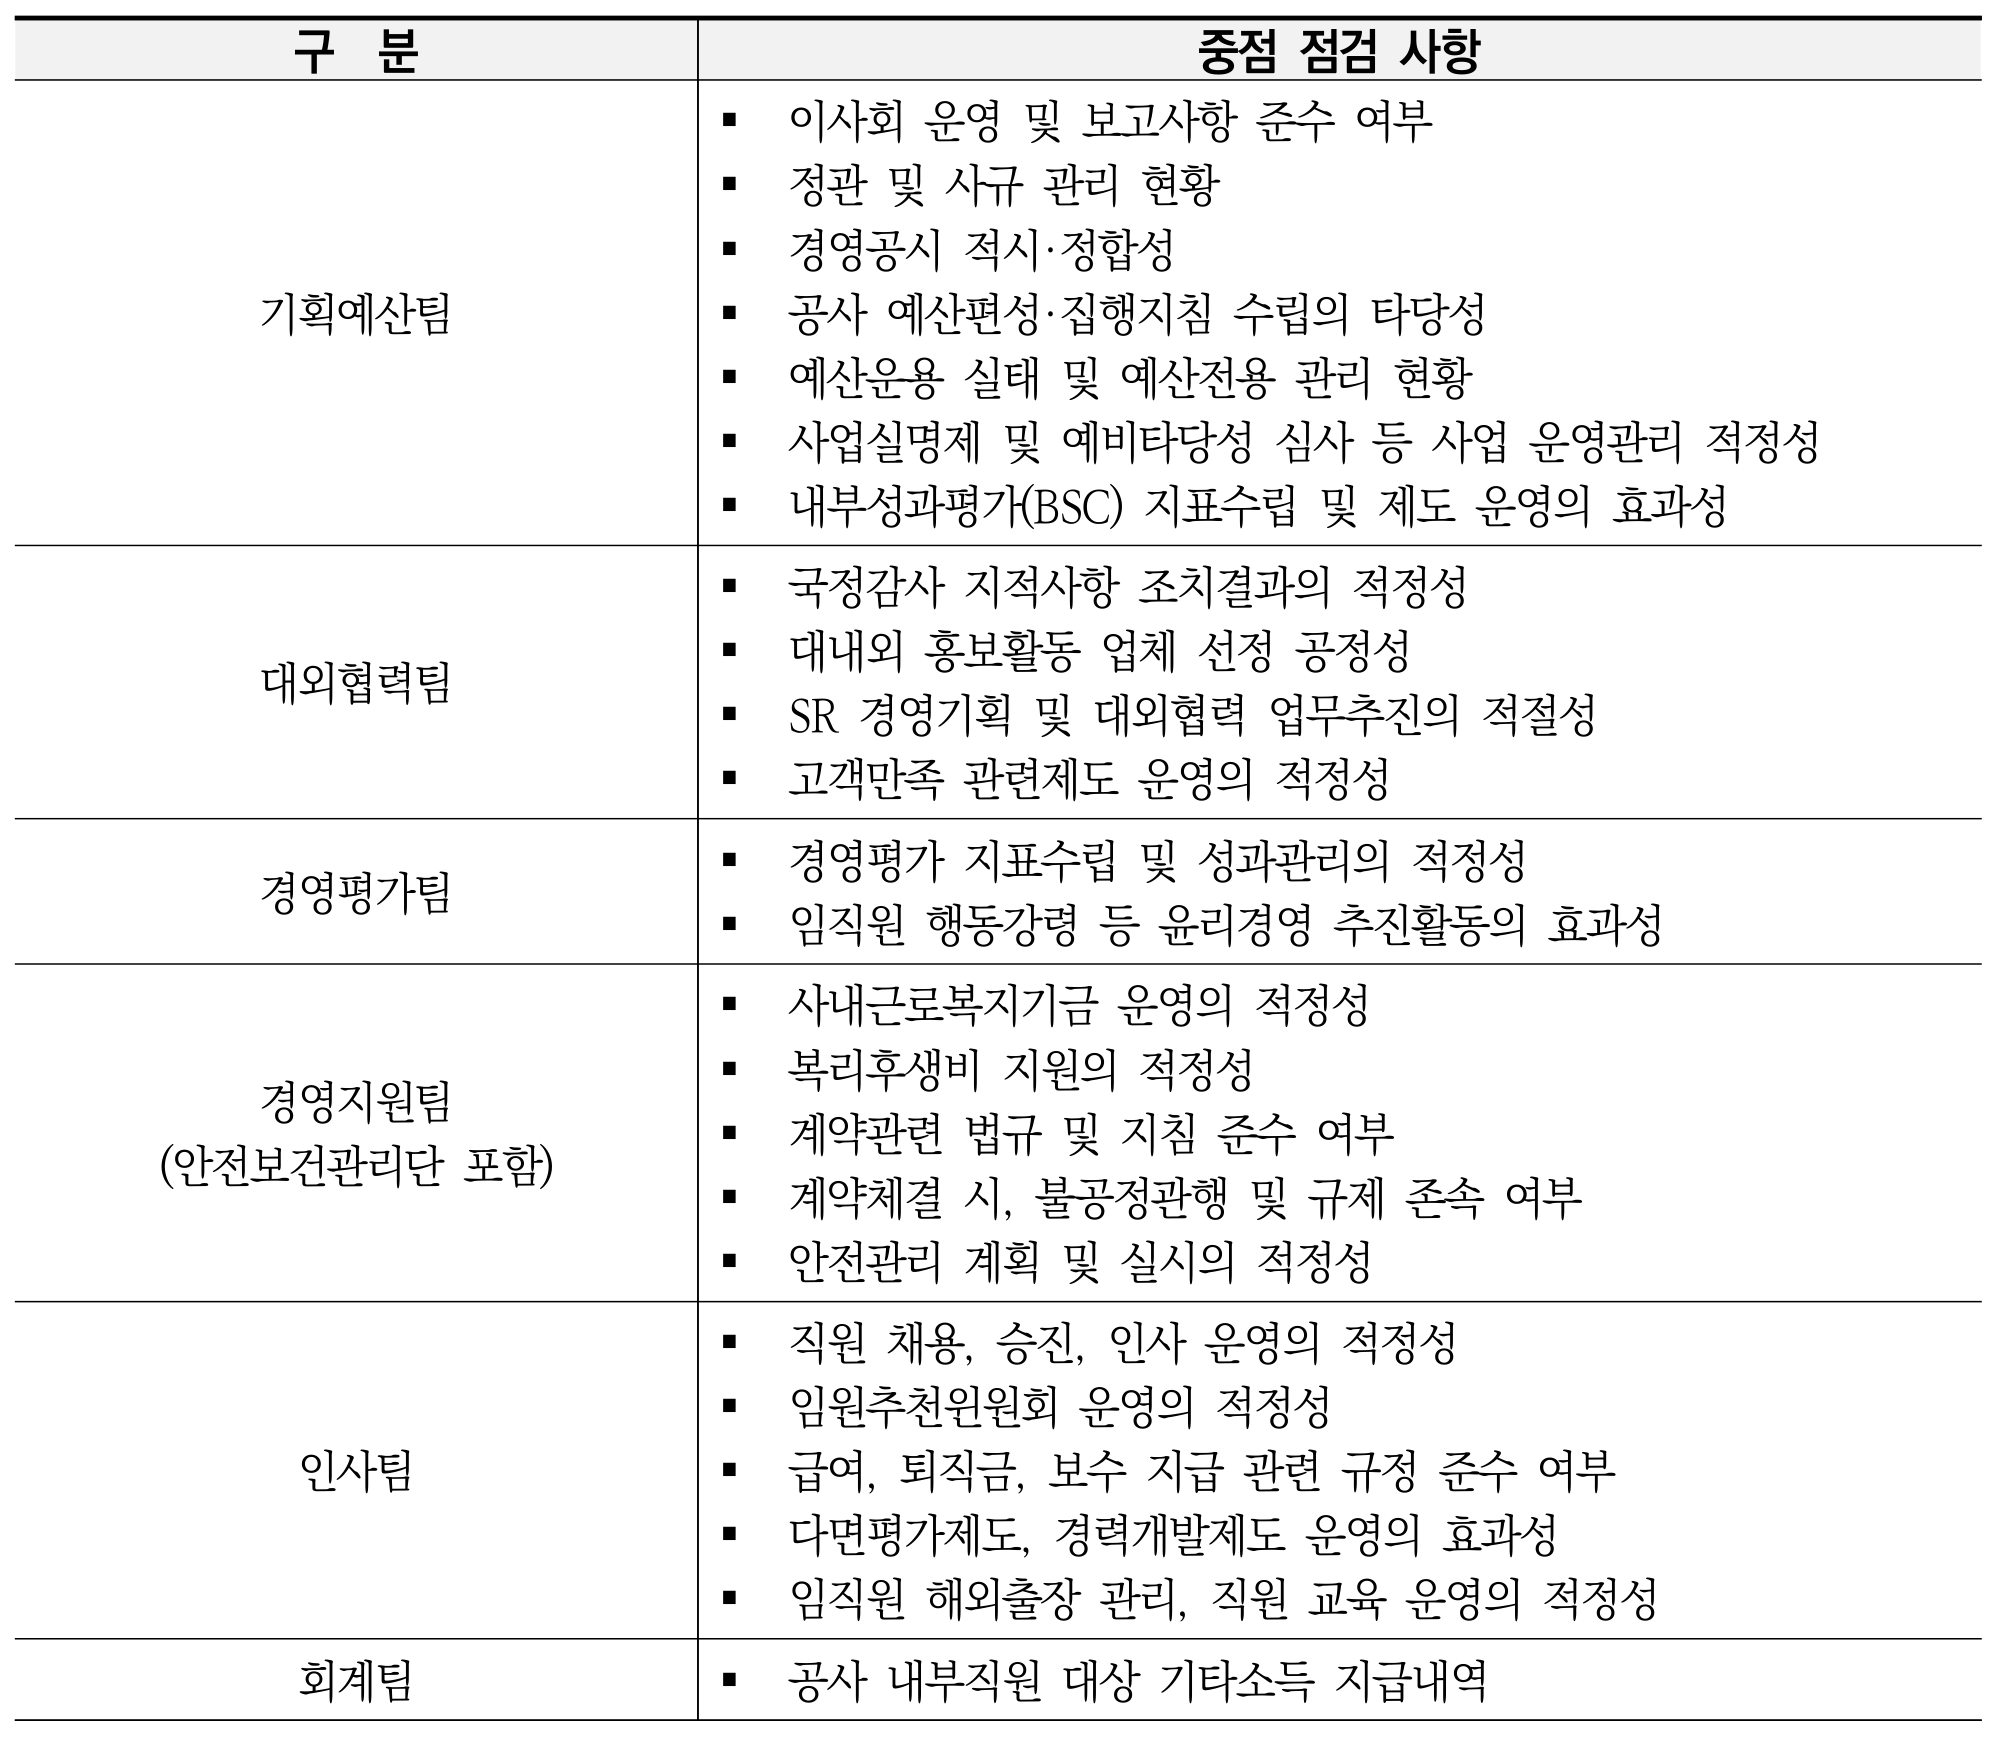 구 분
중점 점검 사항
기획예산팀
▪ 이사회 운영 및 보고사항 준수 여부
▪ 정관 및 사규 관리 현황
▪ 경영공시 적시·정합성
▪ 공사 예산편성·집행지침 수립의 타당성
▪ 예산운용 실태 및 예산전용 관리 현황
▪ 사업실명제 및 예비타당성 심사 등 사업 운영관리 적정성
▪ 내부성과평가(BSC) 지표수립 및 제도 운영의 효과성
대외협력팀
▪ 국정감사 지적사항 조치결과의 적정성
▪ 대내외 홍보활동 업체 선정 공정성
▪ SR 경영기획 및 대외협력 업무추진의 적절성
▪ 고객만족 관련제도 운영의 적정성
경영평가팀
▪ 경영평가 지표수립 및 성과관리의 적정성
▪ 임직원 행동강령 등 윤리경영 추진활동의 효과성
경영지원팀
(안전보건관리단 포함)
▪ 사내근로복지기금 운영의 적정성
▪ 복리후생비 지원의 적정성
▪ 계약관련 법규 및 지침 준수 여부
▪ 계약체결 시, 불공정관행 및 규제 존속 여부
▪ 안전관리 계획 및 실시의 적정성
인사팀
▪ 직원 채용, 승진, 인사 운영의 적정성
▪ 임원추천위원회 운영의 적정성
▪ 급여, 퇴직금, 보수 지급 관련 규정 준수 여부
▪ 다면평가제도, 경력개발제도 운영의 효과성
▪ 임직원 해외출장 관리, 직원 교육 운영의 적정성
회계팀
▪ 공사 내부직원 대상 기타소득 지급내역